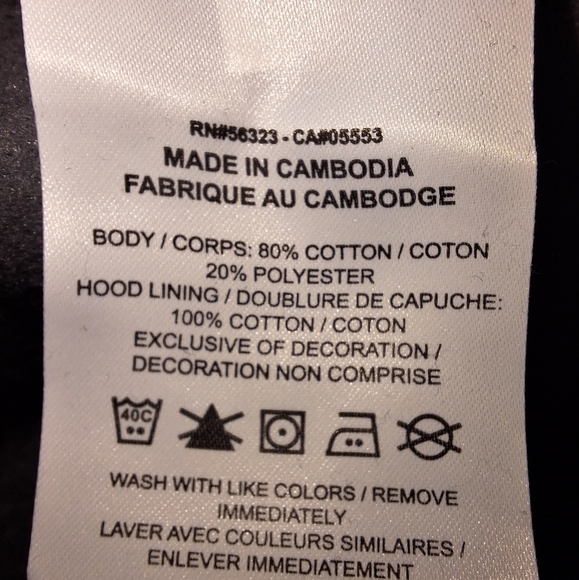 RN#56323 - CA#05553
MADE IN CAMBODIA
FABRIQUE AU CAMBODGE
BODY / CORPS: 80% COTTON / COTON
20% POLYESTER
HOOD LINING / DOUBLURE DE CAPUCHE:
100% COTTON / COTON
EXCLUSIVE OF DECORATION /
DECORATION NON COMPRISE
40C
WASH WITH LIKE COLORS / REMOVE
IMMEDIATELY
LAVER AVEC COULEURS SIMILAIRES /
ENLEVER IMMEDIATEMENT